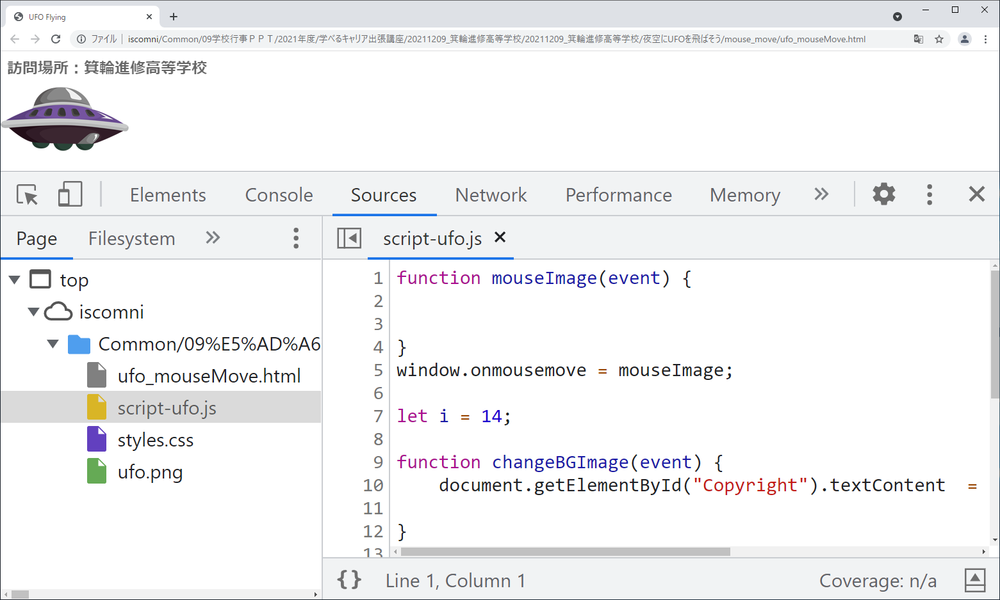 UFO Flying
ファイル iscomni/Common/09学校行事ＰＰＴ/2021年度/学べるキャリア出張講座/20211209_箕輪進修高等学校/20211209_箕輪進修高等学校/夜空にUFOを飛ばそう/mouse_move/ufo_mouseMove.html
訪問場所：箕輪進修高等学校
Elements Console Sources Network Performance Memory
Page Filesystem
script-ufo.js
top
iscomni
Common/09%E5%AD%A6
ufo_mouseMove.html
script-ufo.js
styles.css
ufo.png
1 function mouseImage(event) {
2
3
4 }
5 window.onmousemove = mouseImage;
6
7 let i = 14;
8
9 function changeBGImage(event) {
10 document.getElementById("Copyright").textContent =
11
12 }
13
{} Line 1, Column 1
Coverage: n/a